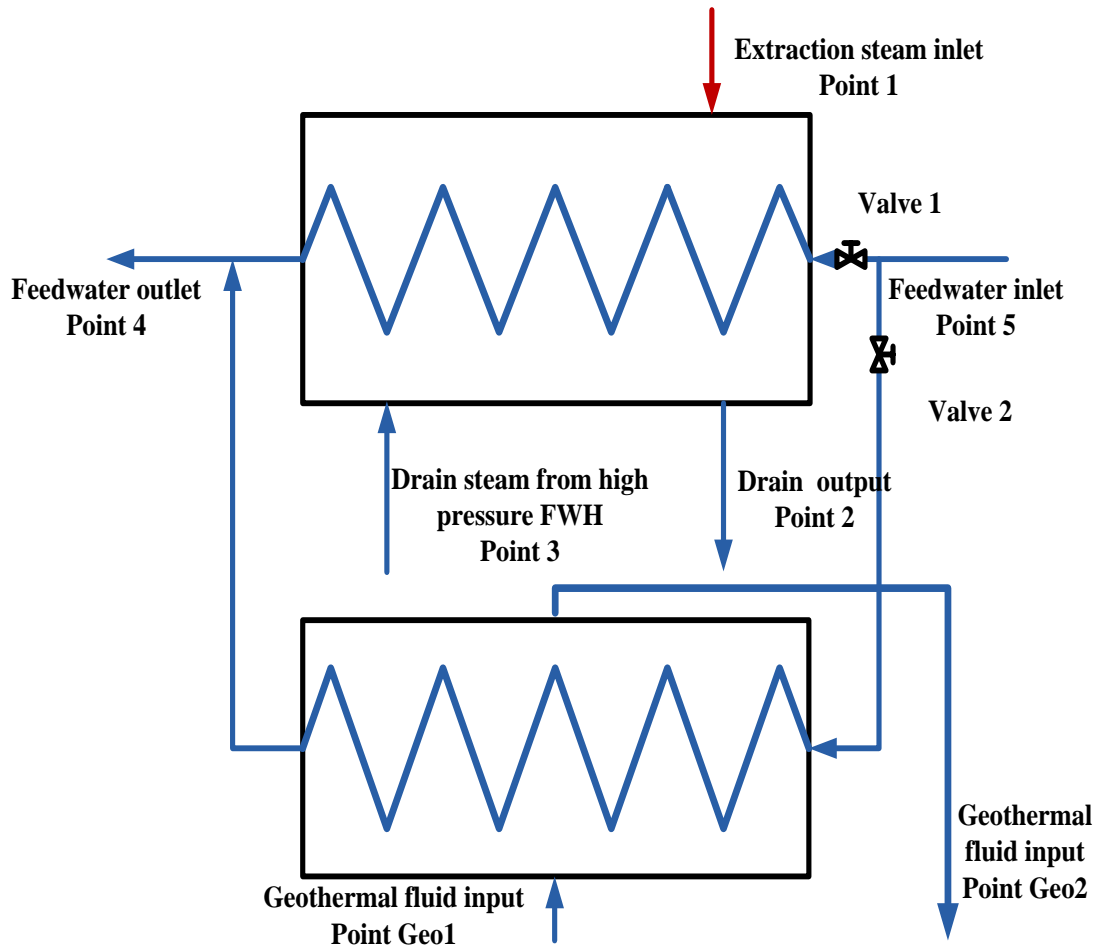 Extraction steam inlet
Point 1
Valve 1
Feedwater outlet
Point 4
Feedwater inlet
Point 5
Valve 2
Drain steam from high
pressure FWH
Point 3
Drain output
Point 2
Geothermal
fluid input
Point Geo2
Geothermal fluid input
Point Geo1